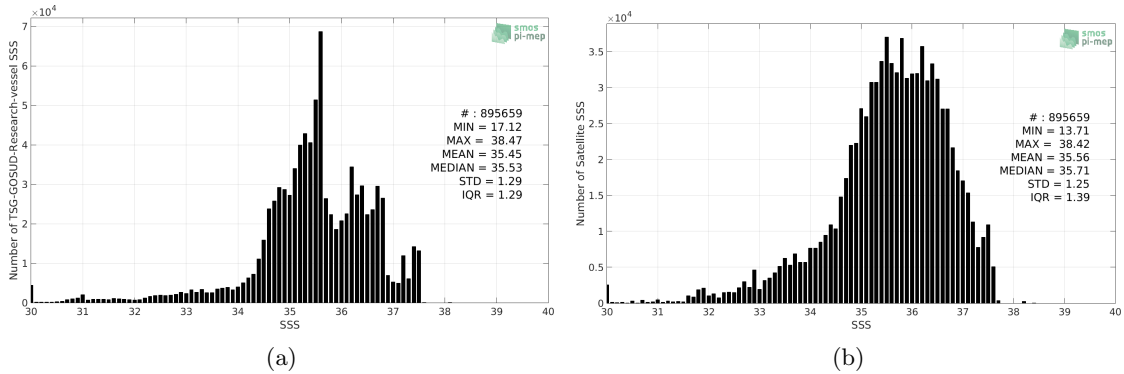 ×10⁴
7
6
5
4
3
2
1
0
Number of TSG-GOSUD-Research-vessel SSS
smos
pi-mep
# : 895659
MIN = 17.12
MAX = 38.47
MEAN = 35.45
MEDIAN = 35.53
STD = 1.29
IQR = 1.29
30 31 32 33 34 35 36 37 38 39 40
SSS
(a)
×10⁴
3.5
3
2.5
2
1.5
1
0.5
0
Number of Satellite SSS
smos
pi-mep
# : 895659
MIN = 13.71
MAX = 38.42
MEAN = 35.56
MEDIAN = 35.71
STD = 1.25
IQR = 1.39
30 31 32 33 34 35 36 37 38 39 40
SSS
(b)